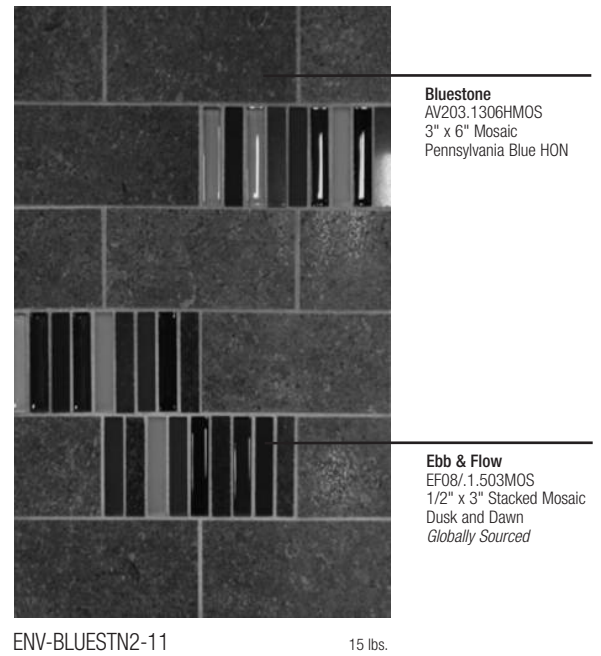 Bluestone
AV203.1306HMOS
3" x 6" Mosaic
Pennsylvania Blue HON
Ebb & Flow
EF08/.1.503MOS
1/2" x 3" Stacked Mosaic
Dusk and Dawn
Globally Sourced
ENV-BLUESTN2-11 15 lbs.